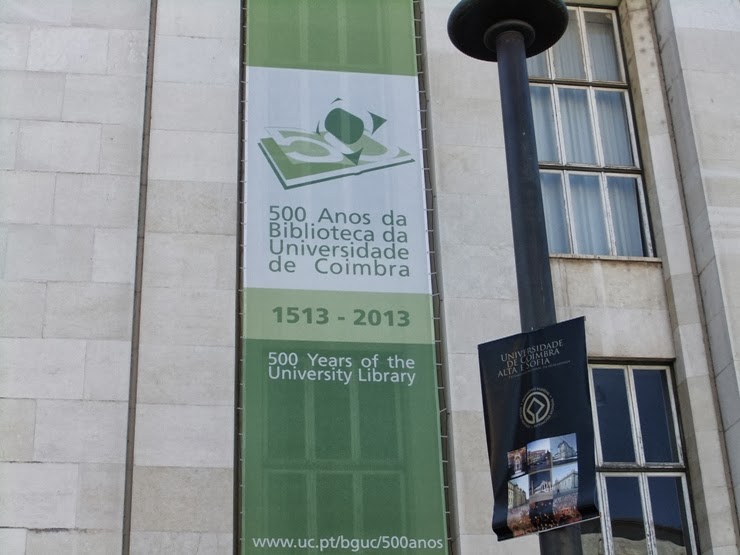 500 Anos da
Biblioteca da
Universidade
de Coimbra
1513 - 2013
500 Years of the
University Library
www.uc.pt/bguc/500anos
UNIVERSIDADE
DE COIMBRA
ALTA E SOFIA